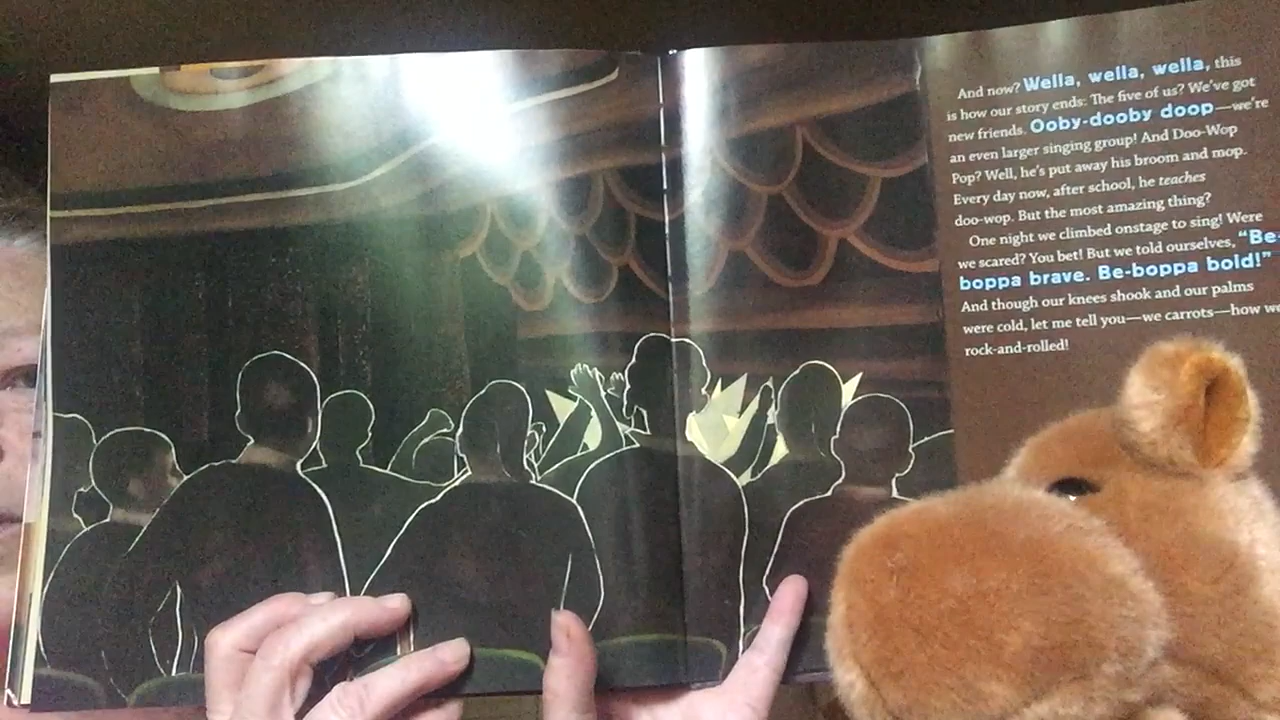 And now? Wella, wella, wella, this
is how our story ends: The five of us? We've got
new friends. Ooby-dooby doop—we're
an even larger singing group! And Doo-Wop
Pop? Well, he's put away his broom and mop.
Every day now, after school, he teaches
doo-wop. But the most amazing thing?
One night we climbed onstage to sing! Were
we scared? You bet! But we told ourselves, “Be-
boppa brave. Be-boppa bold!”
And though our knees shook and our palms
were cold, let me tell you—we carrots—how we
rock-and-rolled!